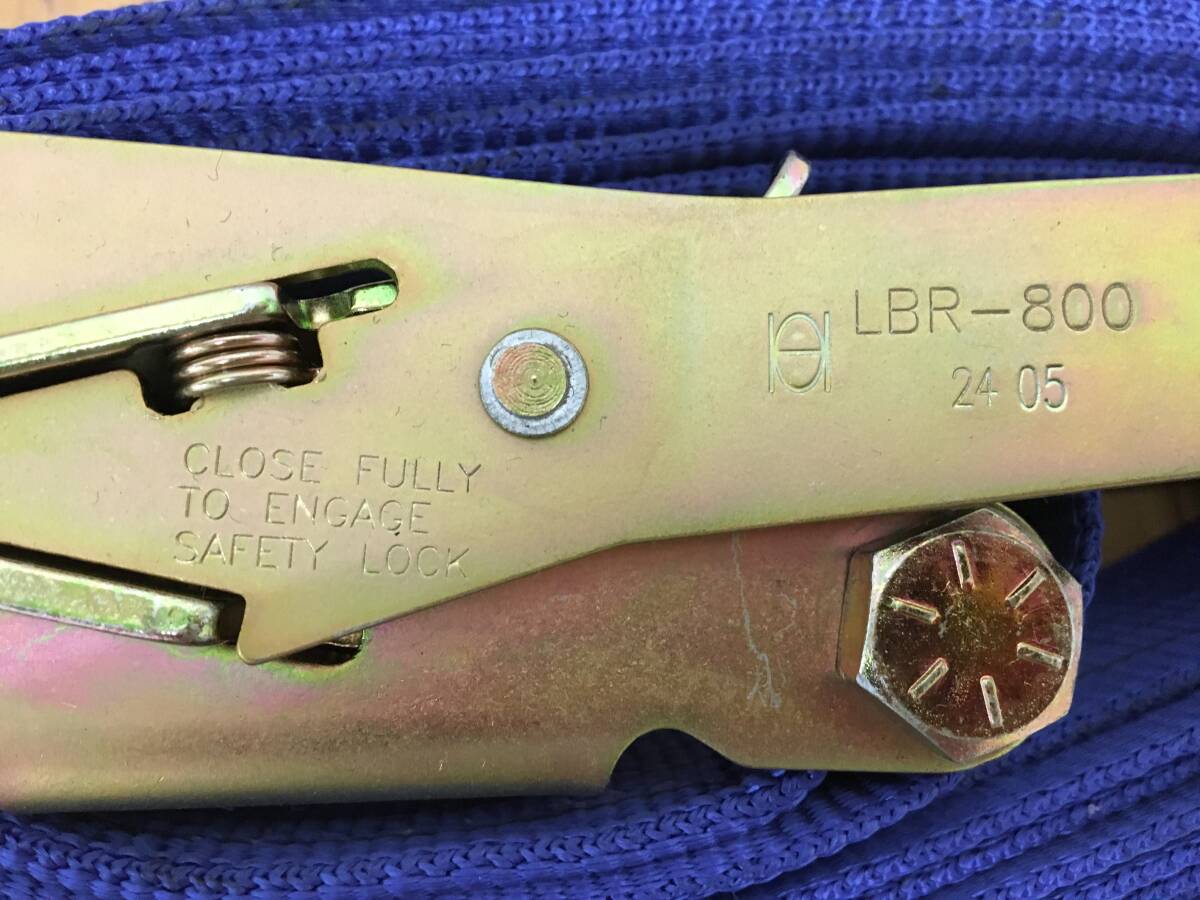 LBR-800
24 05
CLOSE FULLY
TO ENGAGE
SAFETY LOCK